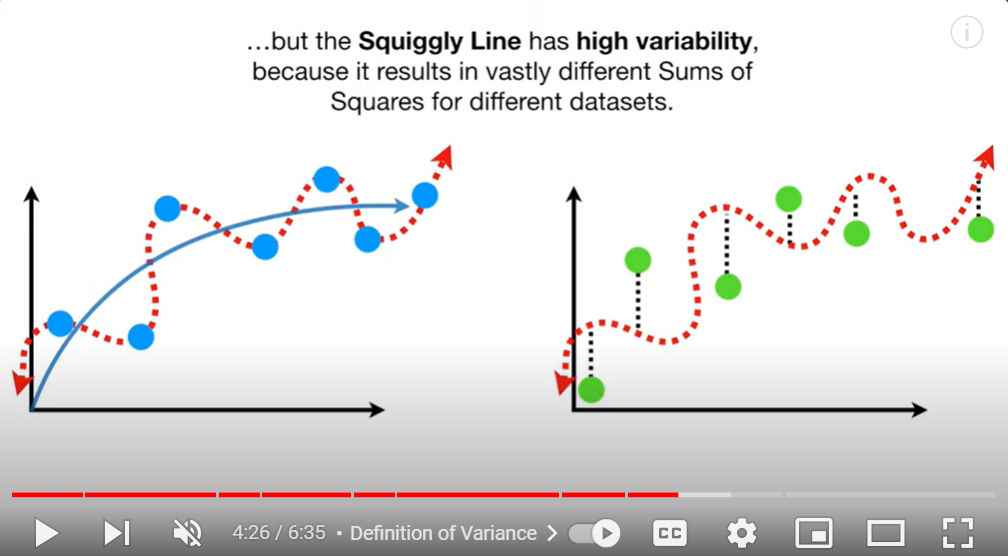 ...but the Squiggly Line has high variability,
because it results in vastly different Sums of
Squares for different datasets.
4:26 / 6:35 • Definition of Variance
CC